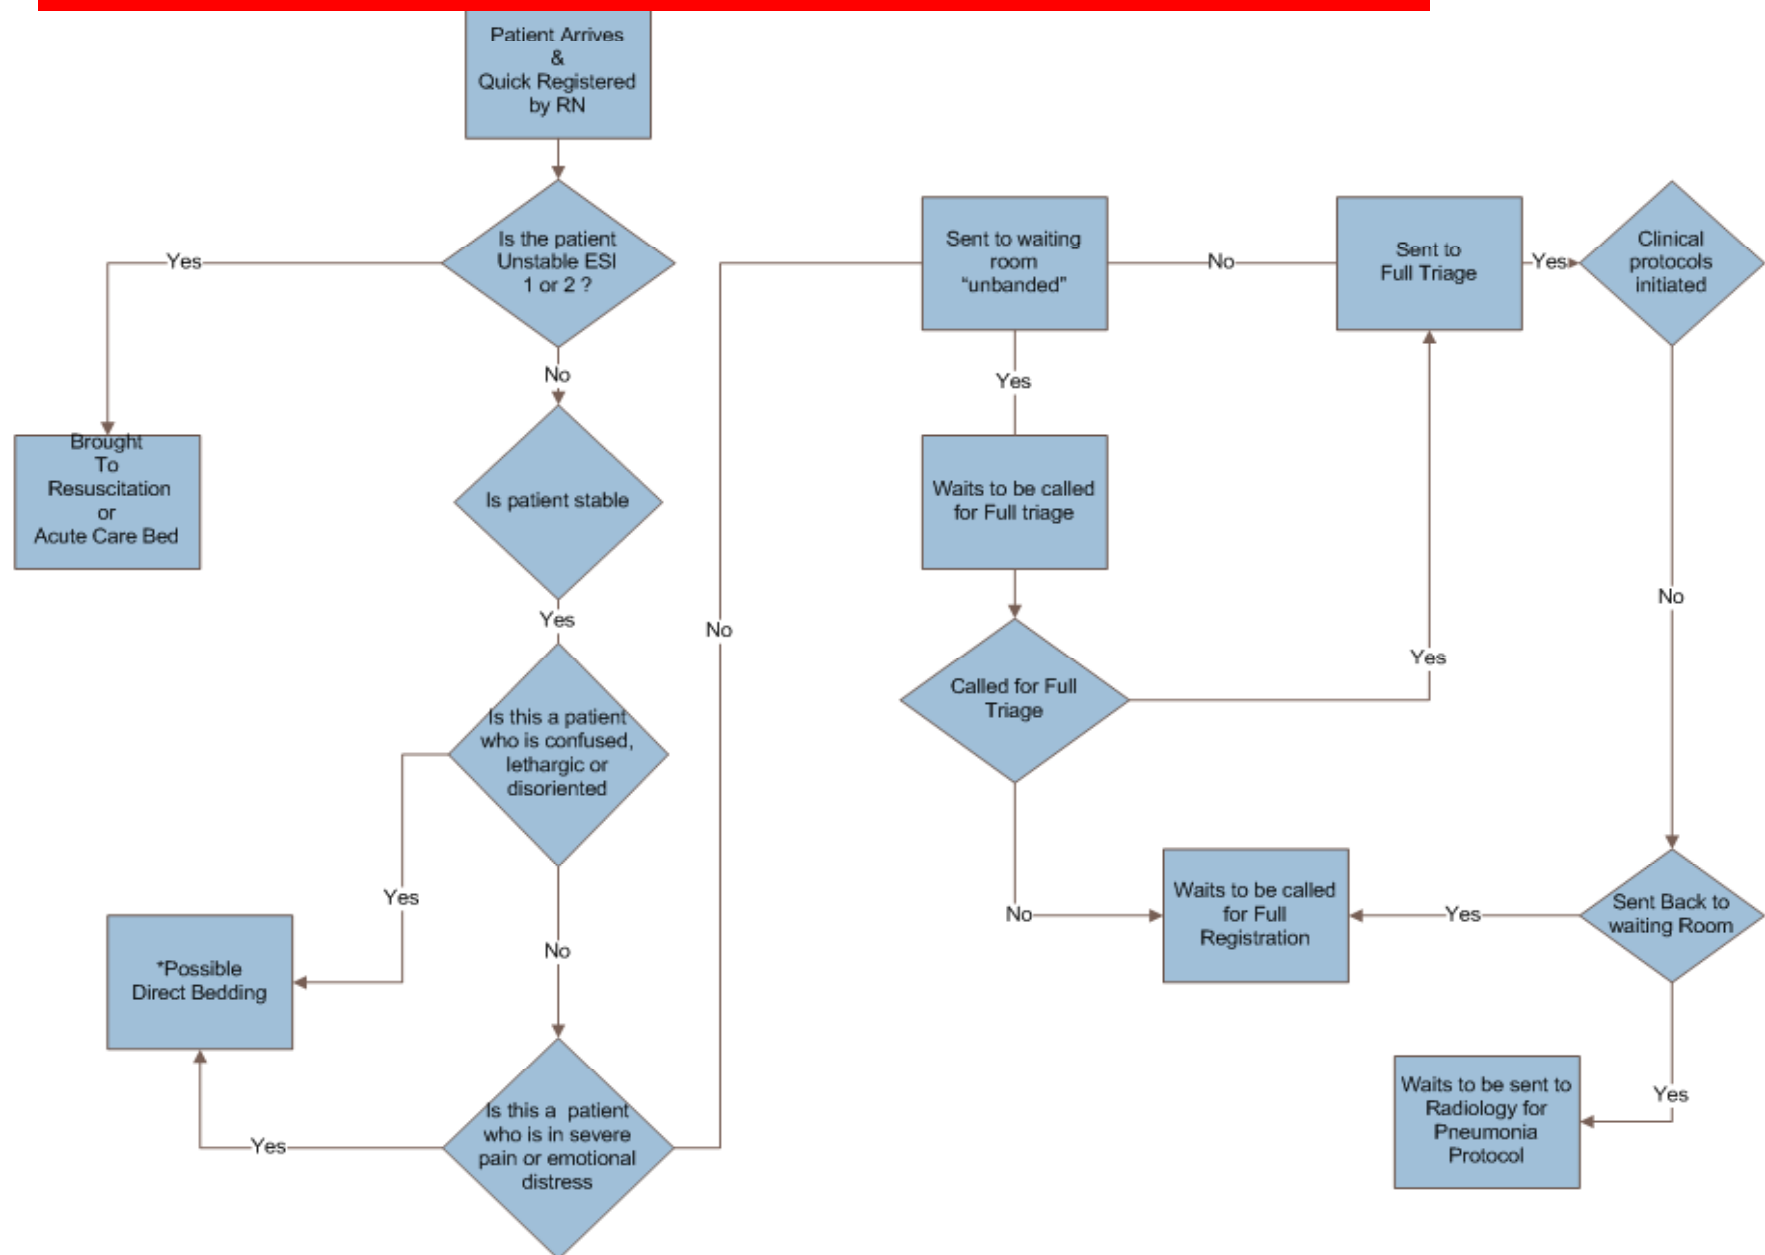 Patient Arrives
&
Quick Registered
by RN
Is the patient
Unstable ESI
1 or 2 ?
Yes
No
Brought
To
Resuscitation
or
Acute Care Bed
Is patient stable
Yes
Is this a patient
who is confused,
lethargic or
disoriented
Yes
No
*Possible
Direct Bedding
Is this a  patient
who is in severe
pain or emotional
distress
Yes
No
Sent to waiting
room
“unbanded”
No
Yes
Waits to be called
for Full triage
Called for Full
Triage
Yes
No
Sent to
Full Triage
Yes
Clinical
protocols
initiated
No
Sent Back to
waiting Room
Yes
Waits to be called
for Full
Registration
Yes
Waits to be sent to
Radiology for
Pneumonia
Protocol